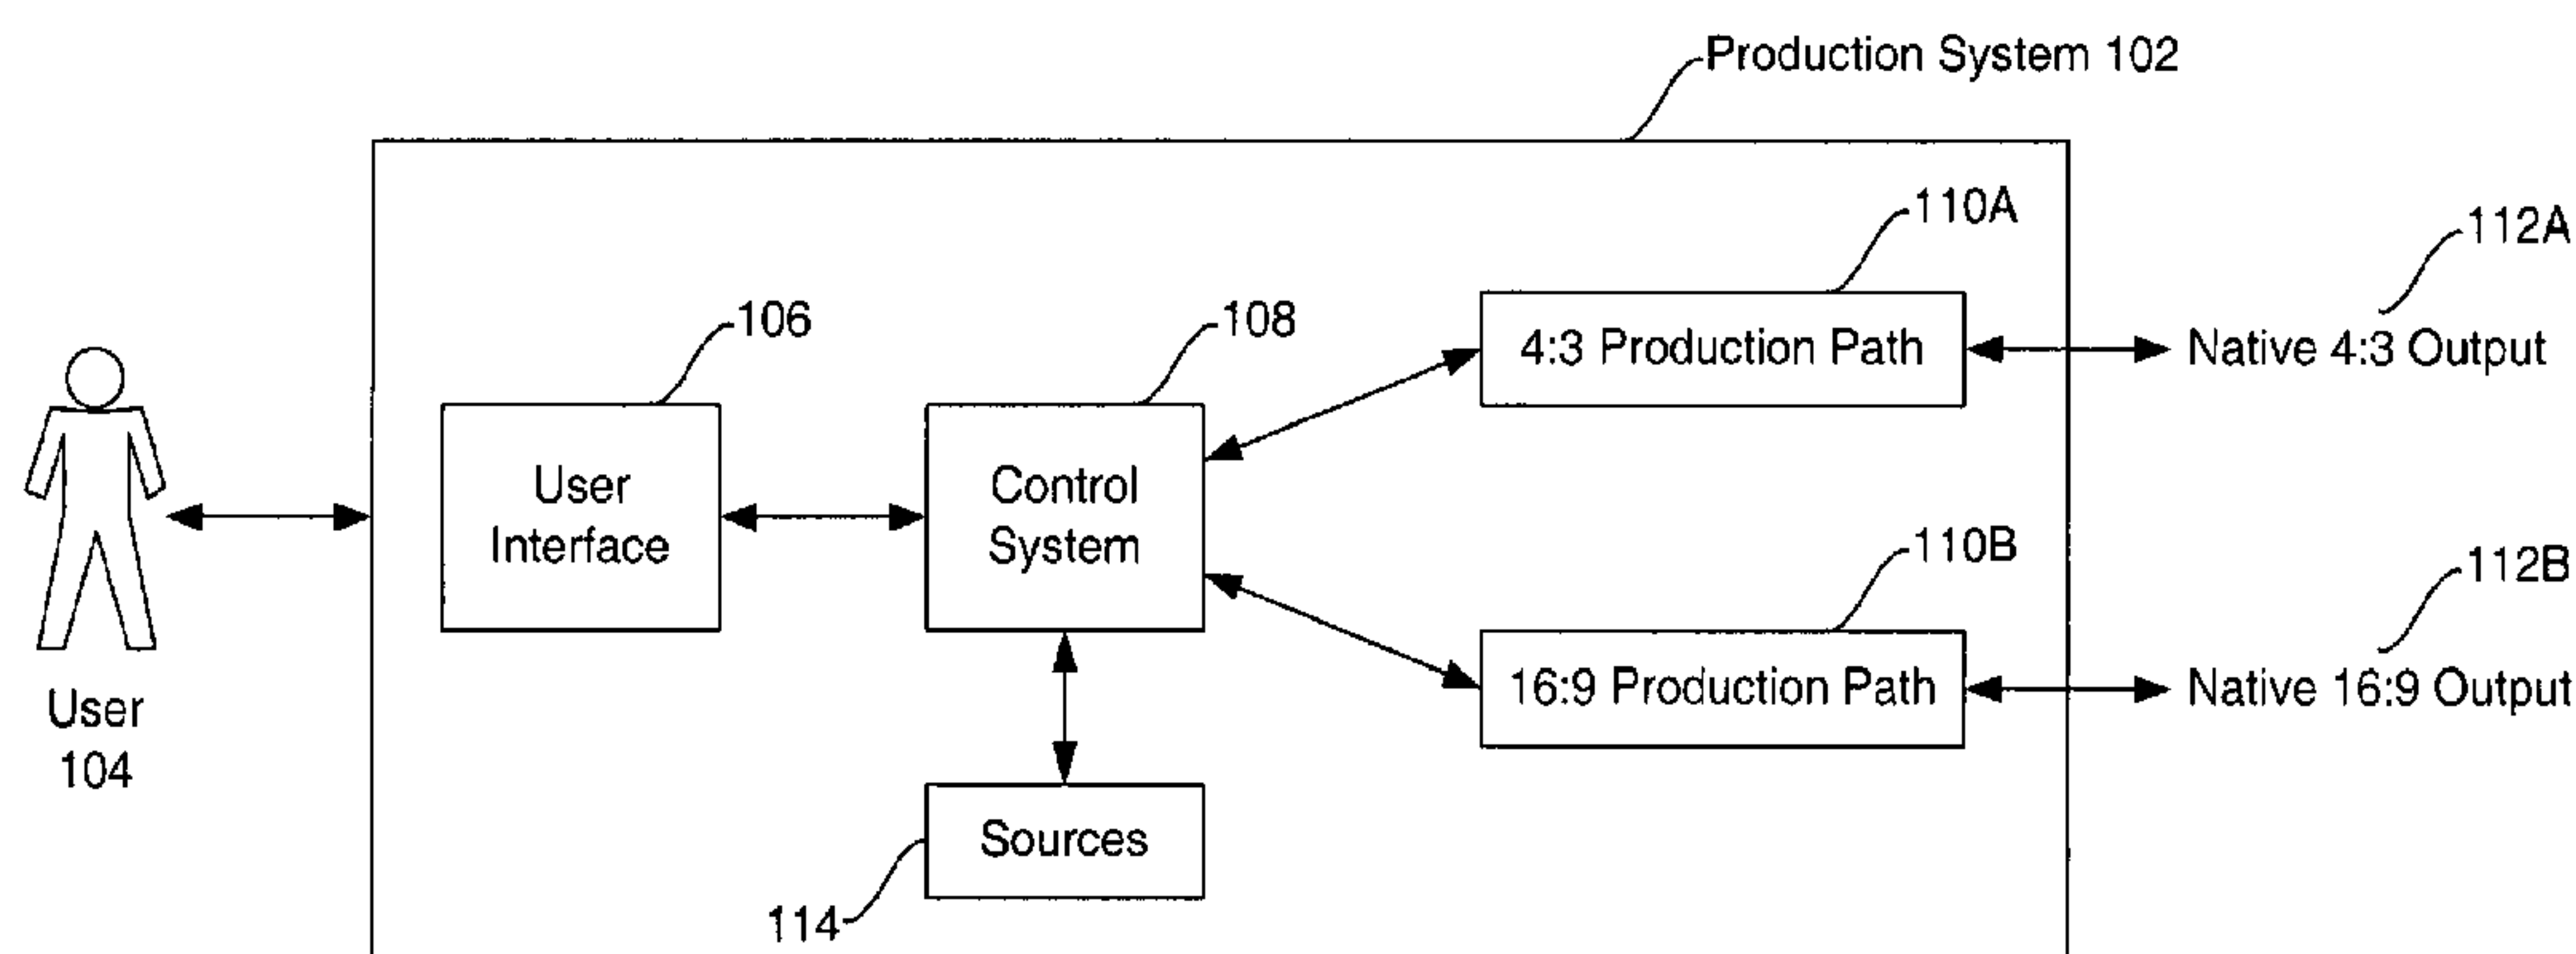 Production System 102
110A
112A
106
108
4:3 Production Path
Native 4:3 Output
User
Interface
Control
System
110B
112B
16:9 Production Path
Native 16:9 Output
User
104
Sources
114